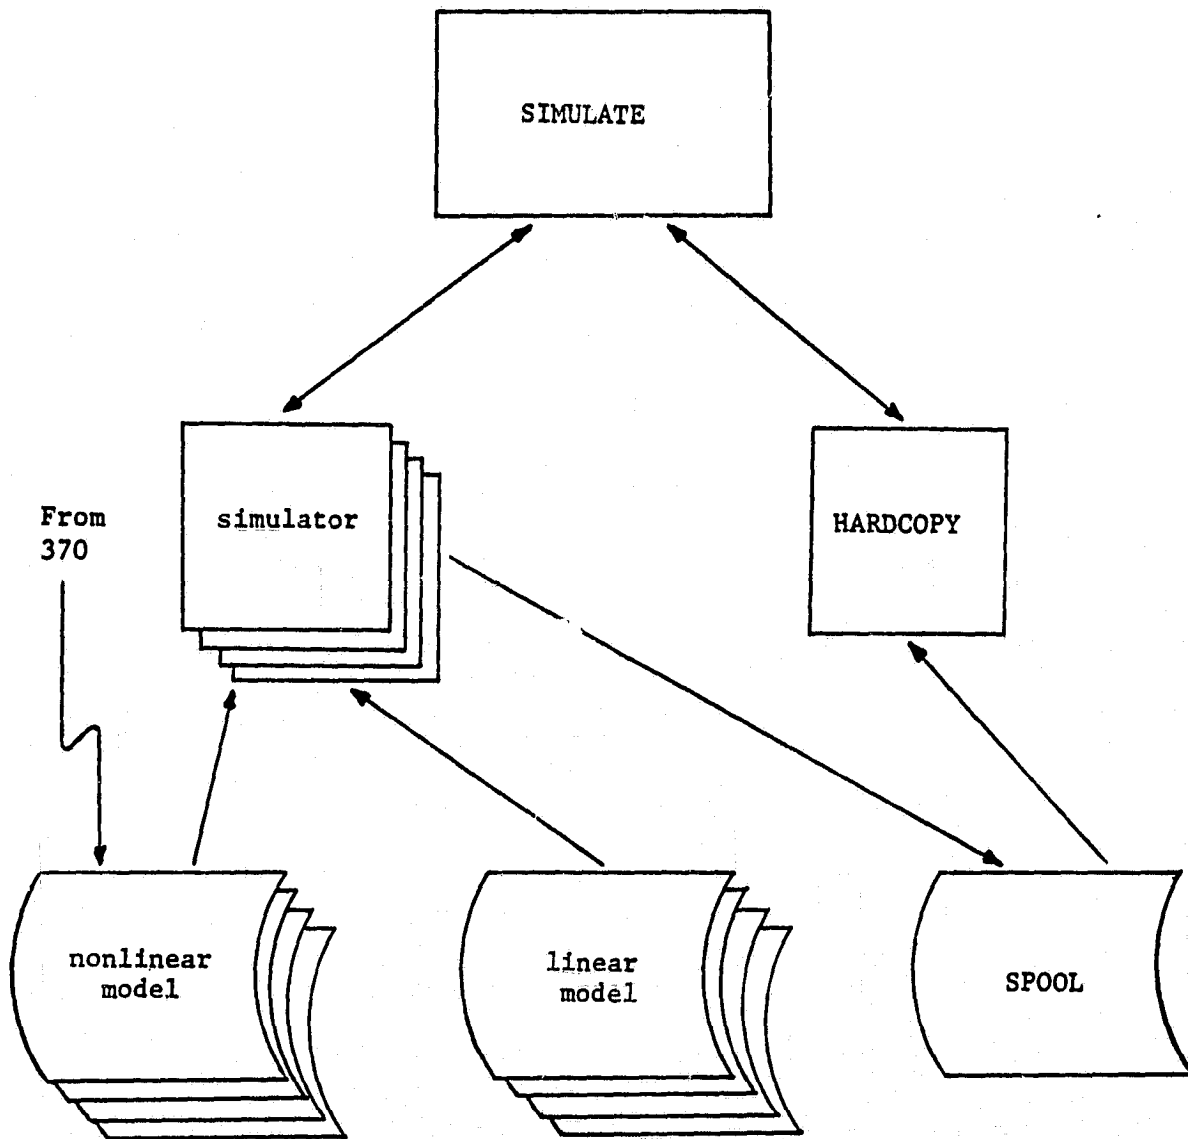 SIMULATE
From
370
simulator
HARDCOPY
nonlinear
model
linear
model
SPOOL